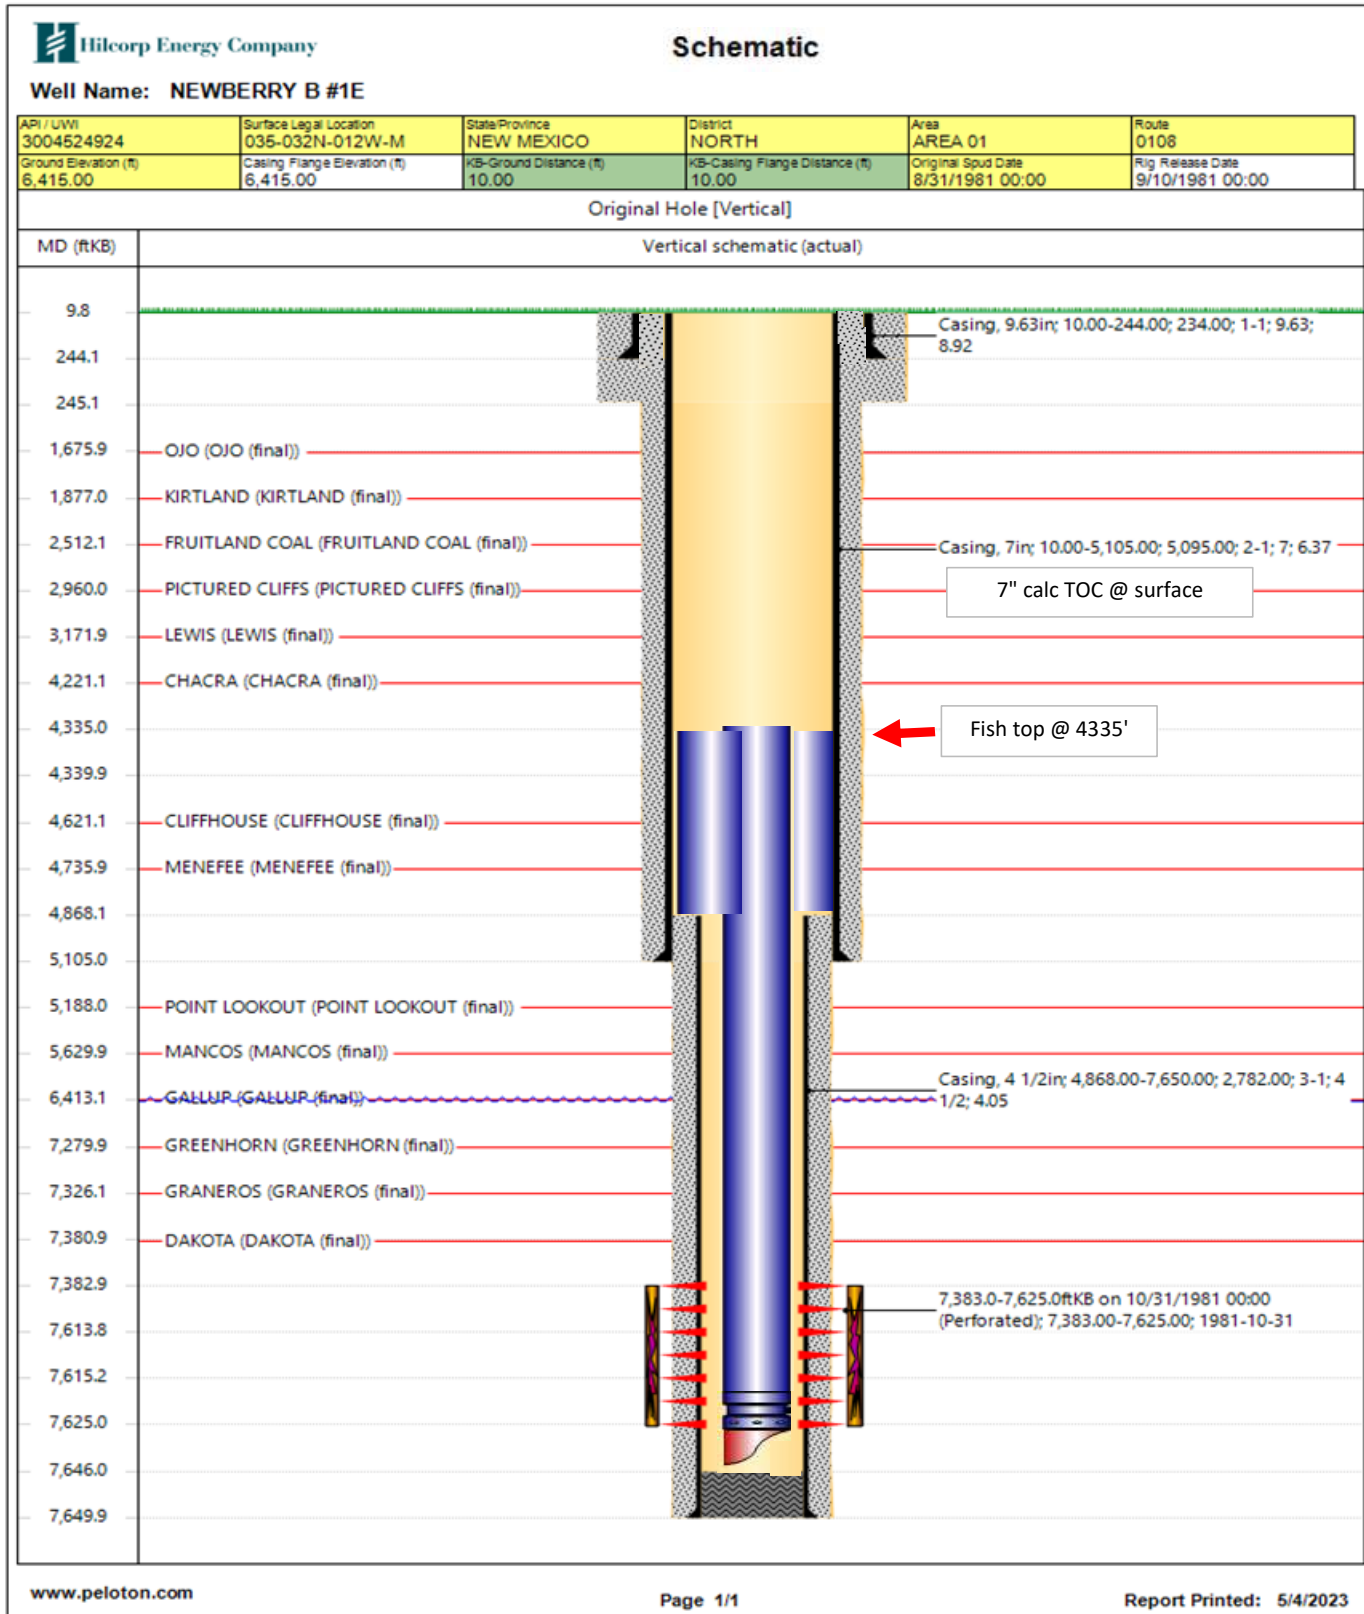 Hilcorp Energy Company
Schematic
Well Name: NEWBERRY B #1E
API / UWI
3004524924
Surface Legal Location
035-032N-012W-M
State/Province
NEW MEXICO
District
NORTH
Area
AREA 01
Route
0108
Ground Elevation (ft)
6,415.00
Casing Flange Elevation (ft)
6,415.00
KB-Ground Distance (ft)
10.00
KB-Casing Flange Distance (ft)
10.00
Original Spud Date
8/31/1981 00:00
Rig Release Date
9/10/1981 00:00
Original Hole [Vertical]
MD (ftKB)
Vertical schematic (actual)
9.8
Casing, 9.63in; 10.00-244.00; 234.00; 1-1; 9.63;
8.92
244.1
245.1
1,675.9
OJO (OJO (final))
1,877.0
KIRTLAND (KIRTLAND (final))
2,512.1
FRUITLAND COAL (FRUITLAND COAL (final))
Casing, 7in; 10.00-5,105.00; 5,095.00; 2-1; 7; 6.37
2,960.0
PICTURED CLIFFS (PICTURED CLIFFS (final))
7" calc TOC @ surface
3,171.9
LEWIS (LEWIS (final))
4,221.1
CHACRA (CHACRA (final))
4,335.0
Fish top @ 4335'
4,339.9
4,621.1
CLIFFHOUSE (CLIFFHOUSE (final))
4,735.9
MENEFEE (MENEFEE (final))
4,868.1
5,105.0
5,188.0
POINT LOOKOUT (POINT LOOKOUT (final))
5,629.9
MANCOS (MANCOS (final))
6,413.1
GALLUP (GALLUP (final))
Casing, 4 1/2in; 4,868.00-7,650.00; 2,782.00; 3-1; 4
1/2; 4.05
7,279.9
GREENHORN (GREENHORN (final))
7,326.1
GRANEROS (GRANEROS (final))
7,380.9
DAKOTA (DAKOTA (final))
7,382.9
7,383.0-7,625.0ftKB on 10/31/1981 00:00
(Perforated); 7,383.00-7,625.00; 1981-10-31
7,613.8
7,615.2
7,625.0
7,646.0
7,649.9
www.peloton.com
Page 1/1
Report Printed: 5/4/2023